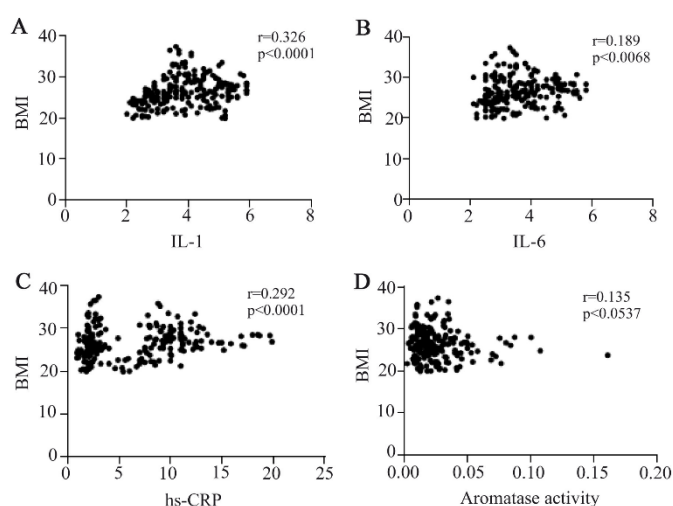 A
r=0.326
p<0.0001
BMI
40
30
20
10
0
0 2 4 6 8
IL-1
B
r=0.189
p<0.0068
BMI
40
30
20
10
0
0 2 4 6 8
IL-6
C
r=0.292
p<0.0001
BMI
40
30
20
10
0
0 5 10 15 20 25
hs-CRP
D
r=0.135
p<0.0537
BMI
40
30
20
10
0
0.00 0.05 0.10 0.15 0.20
Aromatase activity